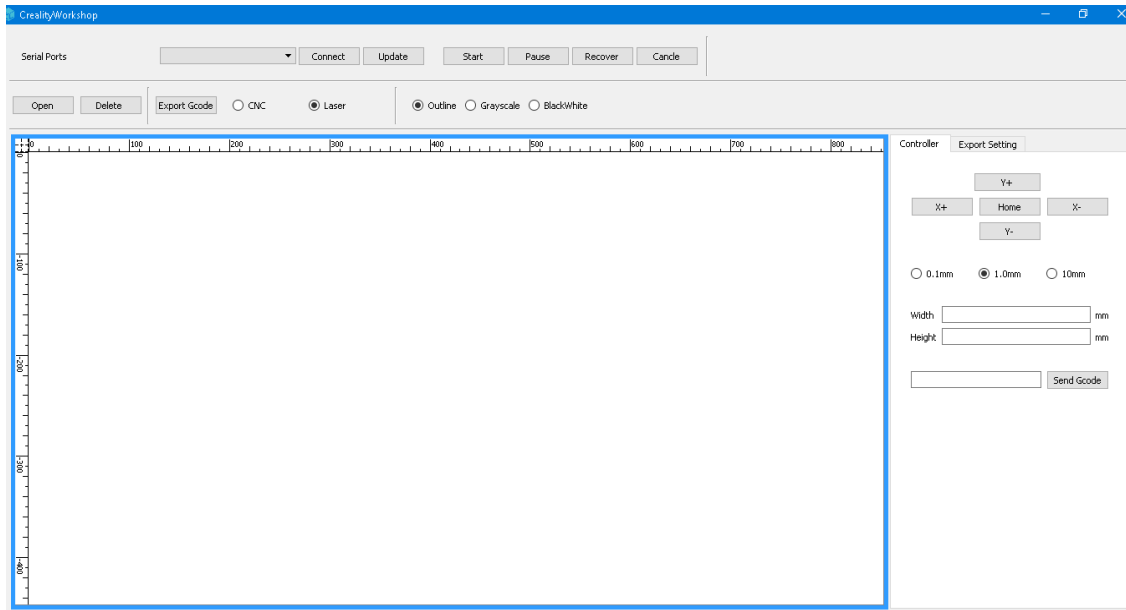 CrealityWorkshop
Serial Ports Connect Update Start Pause Recover Cancle
Open Delete Export Gcode CNC Laser Outline Grayscale BlackWhite
0 100 200 300 400 500 600 700 800
Controller Export Setting
0
Y+
X+ Home X-
Y-
-100
0.1mm 1.0mm 10mm
Width mm
Height mm
-200
Send Gcode
-300
-400